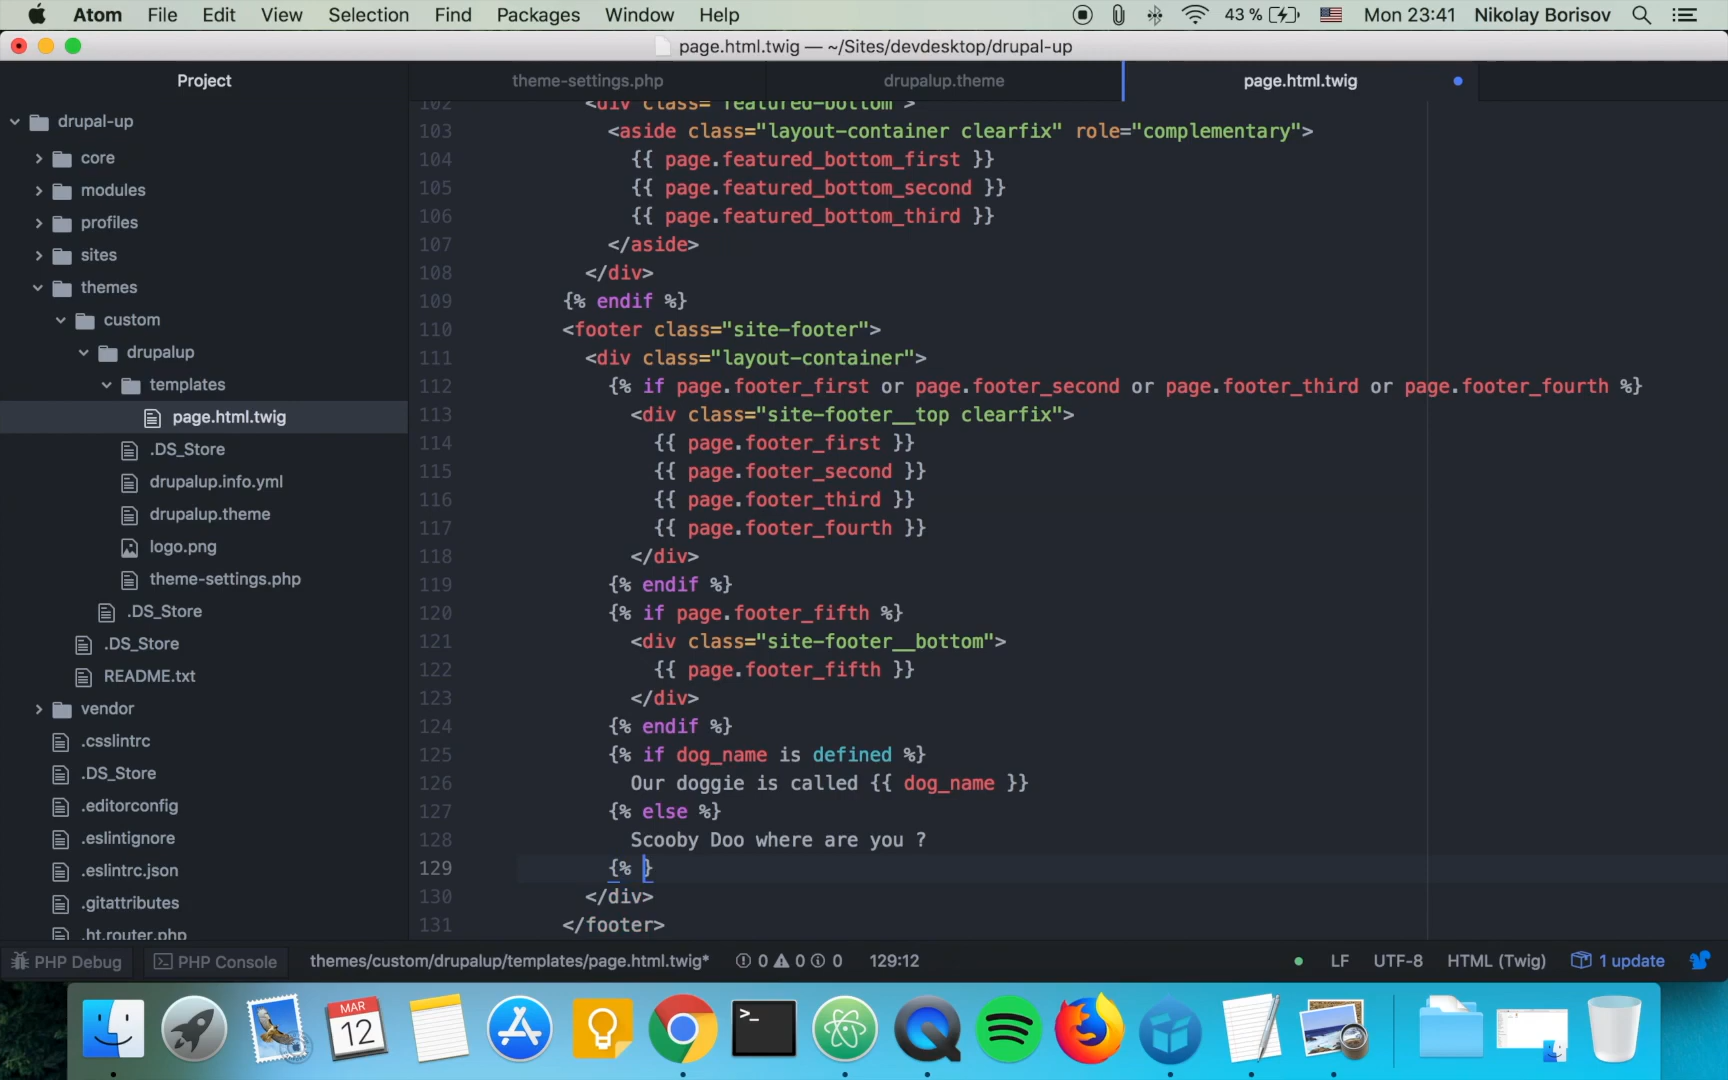 Atom File Edit View Selection Find Packages Window Help 43 % Mon 23:41 Nikolay Borisov
page.html.twig — ~/Sites/devdesktop/drupal-up
Project
theme-settings.php drupalup.theme page.html.twig
drupal-up
core
modules
profiles
sites
themes
custom
drupalup
templates
page.html.twig
.DS_Store
drupalup.info.yml
drupalup.theme
logo.png
theme-settings.php
.DS_Store
.DS_Store
README.txt
vendor
.csslintrc
.DS_Store
.editorconfig
.eslintignore
.eslintrc.json
.gitattributes
.ht.router.php
102 <div class="featured-bottom">
103 <aside class="layout-container clearfix" role="complementary">
104 {{ page.featured_bottom_first }}
105 {{ page.featured_bottom_second }}
106 {{ page.featured_bottom_third }}
107 </aside>
108 </div>
109 {% endif %}
110 <footer class="site-footer">
111 <div class="layout-container">
112 {% if page.footer_first or page.footer_second or page.footer_third or page.footer_fourth %}
113 <div class="site-footer__top clearfix">
114 {{ page.footer_first }}
115 {{ page.footer_second }}
116 {{ page.footer_third }}
117 {{ page.footer_fourth }}
118 </div>
119 {% endif %}
120 {% if page.footer_fifth %}
121 <div class="site-footer__bottom">
122 {{ page.footer_fifth }}
123 </div>
124 {% endif %}
125 {% if dog_name is defined %}
126 Our doggie is called {{ dog_name }}
127 {% else %}
128 Scooby Doo where are you ?
129 {% }
130 </div>
131 </footer>
PHP Debug PHP Console themes/custom/drupalup/templates/page.html.twig* 0 0 0 129:12 LF UTF-8 HTML (Twig) 1 update
MAR
12